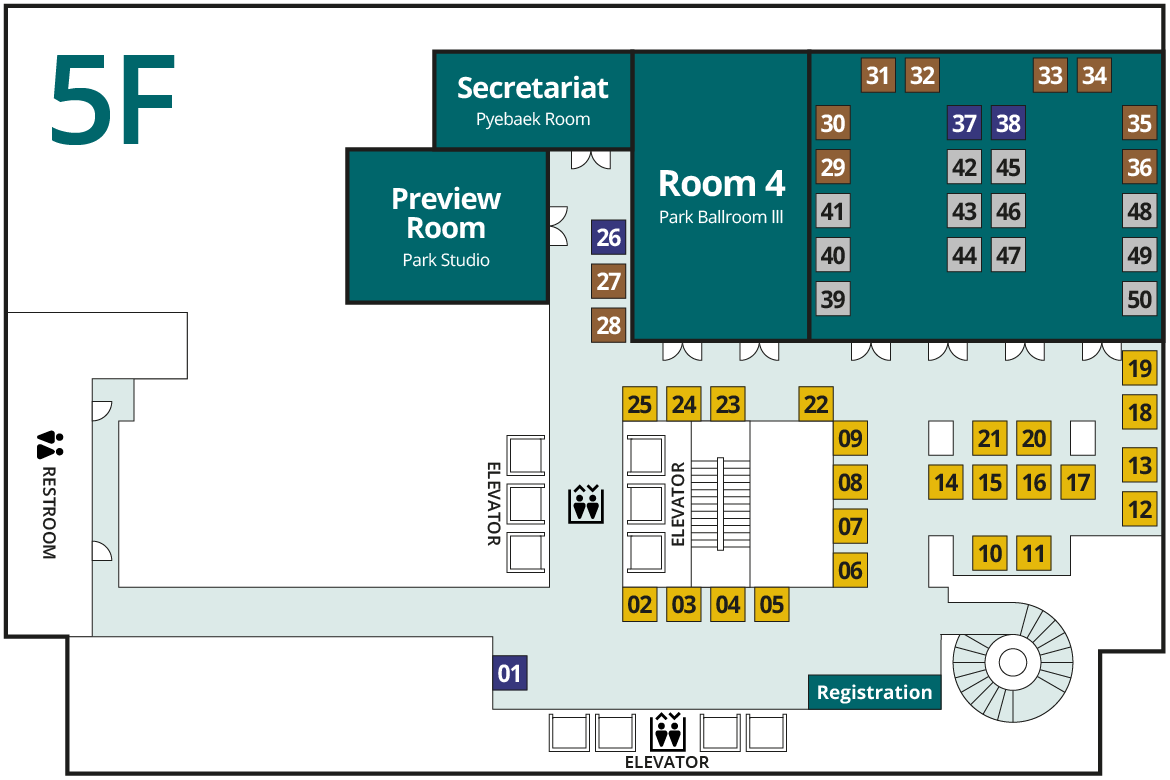 5F
Secretariat
Pyebaek Room
Preview
Room
Park Studio
Room 4
Park Ballroom lll
31 32 33 34
30 37 38 35
29 42 45 36
41 43 46 48
40 44 47 49
39 50
26
27
28
19
18
25 24 23 22
09 21 20
13
08 14 15 16 17
12
07
10 11
06
02 03 04 05
RESTROOM
ELEVATOR
ELEVATOR
01
Registration
ELEVATOR